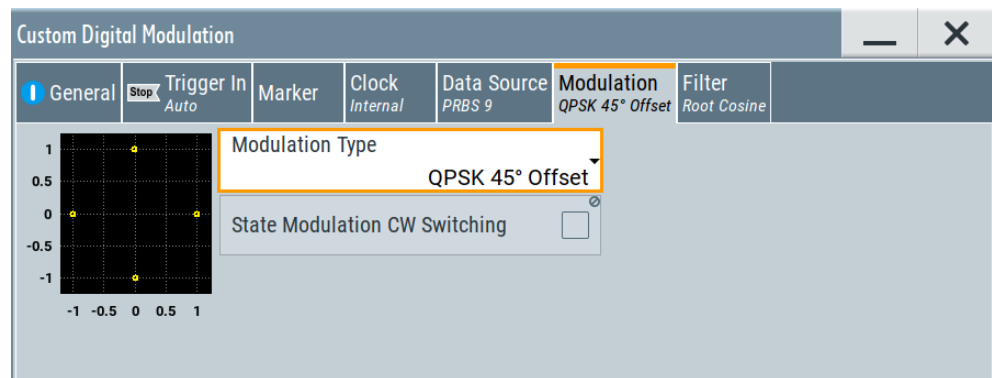 Custom Digital Modulation
General
Stop Trigger In
Auto
Marker
Clock
Internal
Data Source
PRBS 9
Modulation
QPSK 45° Offset
Filter
Root Cosine
1
0.5
0
-0.5
-1
-1 -0.5 0 0.5 1
Modulation Type
QPSK 45° Offset
State Modulation CW Switching